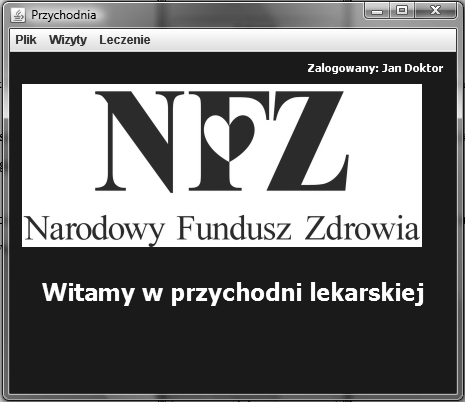 Przychodnia
Plik Wizyty Leczenie
Zalogowany: Jan Doktor
NFZ
Narodowy Fundusz Zdrowia
Witamy w przychodni lekarskiej